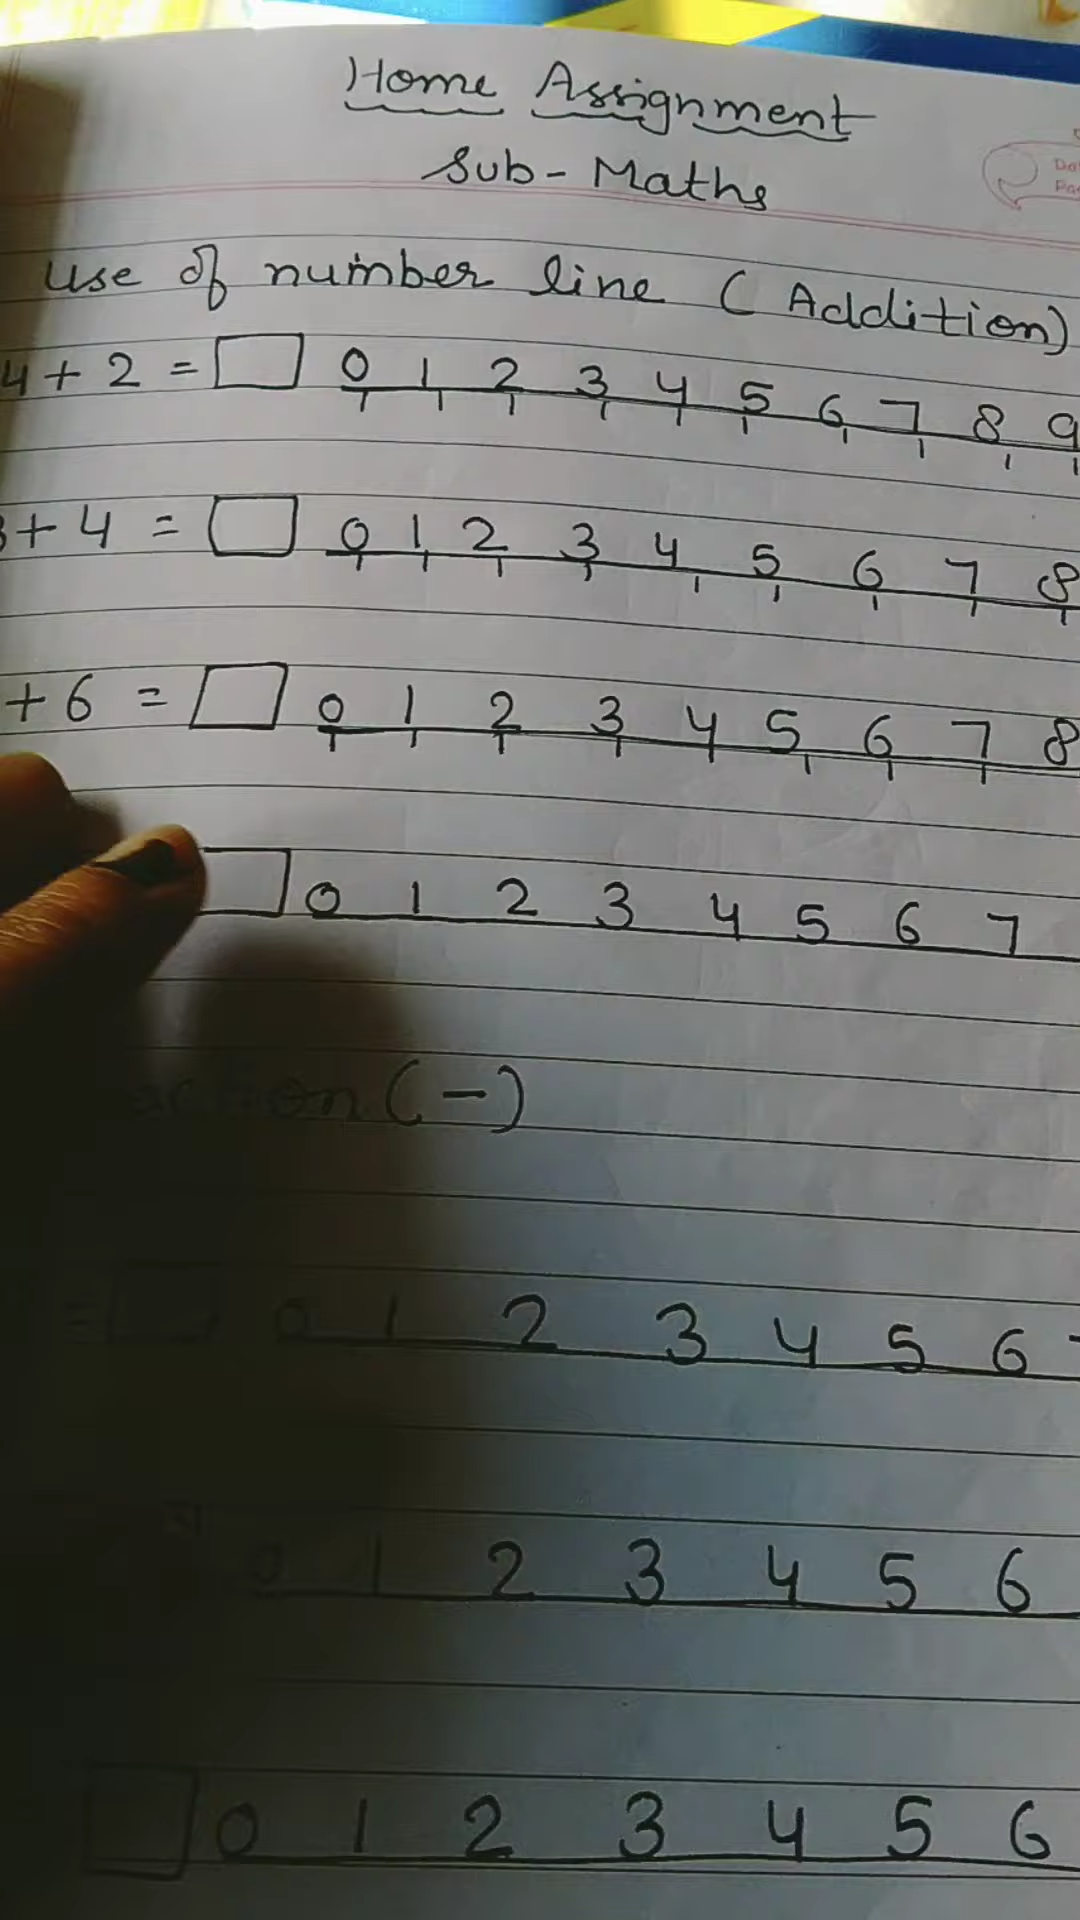 Home Assignment
Sub - Maths
use of number line (Addition)
4 + 2 = 0 1 2 3 4 5 6 7 8 9
3 + 4 = 0 1 2 3 4 5 6 7 8
+ 6 = 0 1 2 3 4 5 6 7 8
0 1 2 3 4 5 6 7
(-)
= 0 1 2 3 4 5 6
0 1 2 3 4 5 6
0 1 2 3 4 5 6